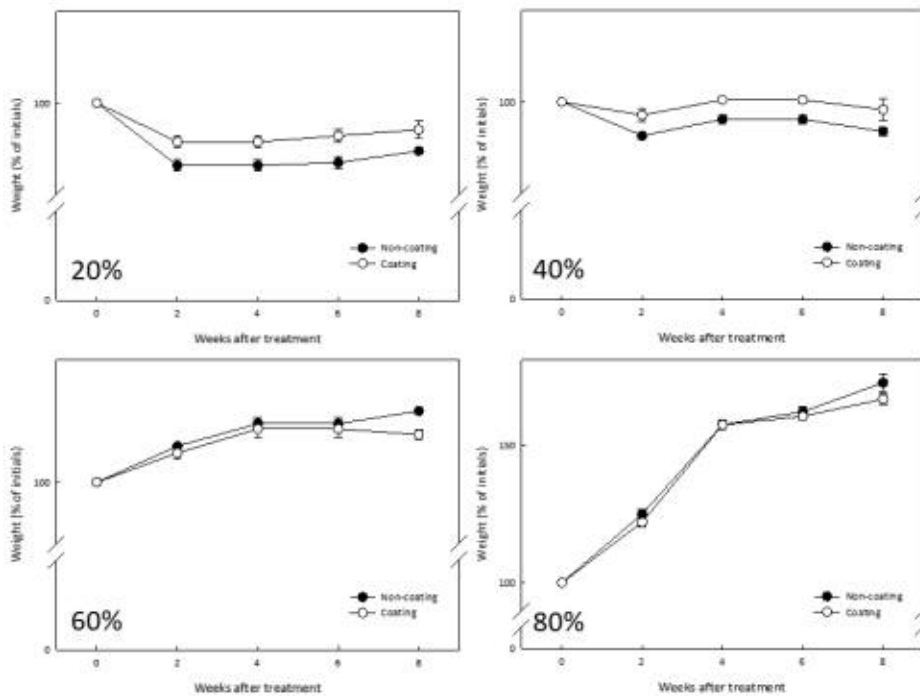 Weight (% of initials)
100
0
Non-coating
Coating
20%
0 2 4 6 8
Weeks after treatment
Weight (% of initials)
100
0
Non-coating
Coating
40%
0 2 4 6 8
Weeks after treatment
Weight (% of initials)
100
0
Non-coating
Coating
60%
0 2 4 6 8
Weeks after treatment
Weight (% of initials)
150
100
0
Non-coating
Coating
80%
0 2 4 6 8
Weeks after treatment